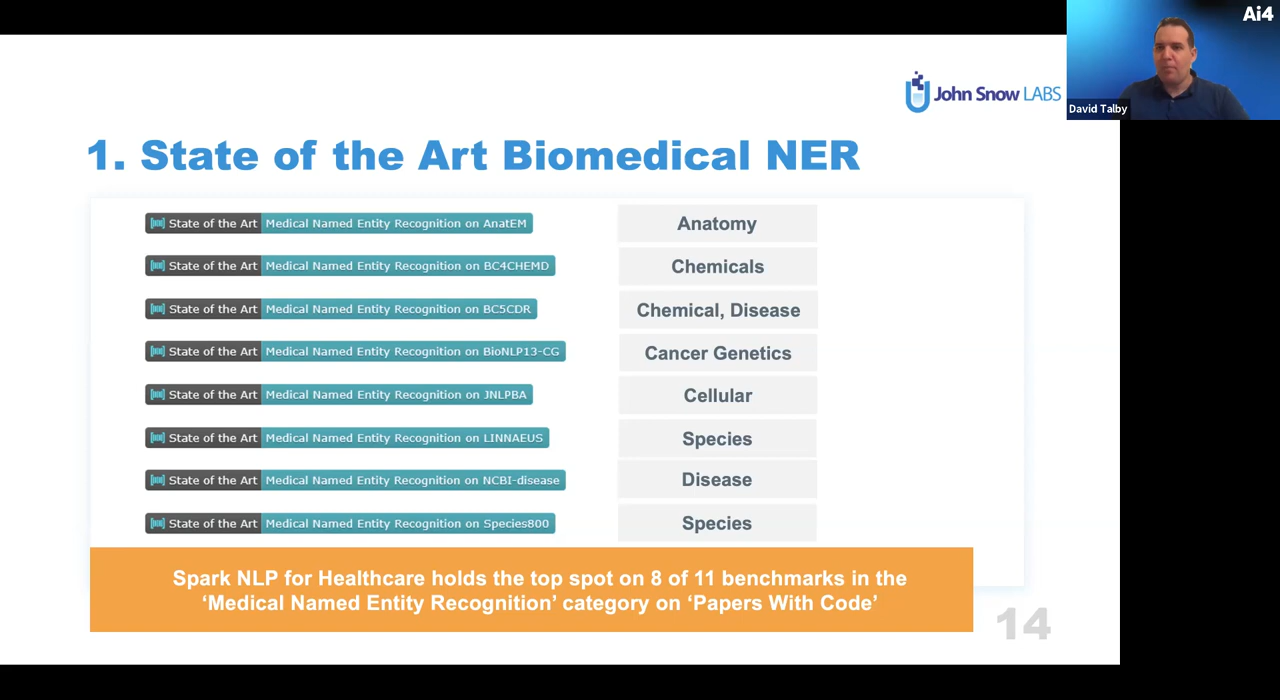 Ai4
John Snow LABS
David Talby
1. State of the Art Biomedical NER
State of the Art Medical Named Entity Recognition on AnatEM Anatomy
State of the Art Medical Named Entity Recognition on BC4CHEMD Chemicals
State of the Art Medical Named Entity Recognition on BC5CDR Chemical, Disease
State of the Art Medical Named Entity Recognition on BioNLP13-CG Cancer Genetics
State of the Art Medical Named Entity Recognition on JNLPBA Cellular
State of the Art Medical Named Entity Recognition on LINNAEUS Species
State of the Art Medical Named Entity Recognition on NCBI-disease Disease
State of the Art Medical Named Entity Recognition on Species800 Species
Spark NLP for Healthcare holds the top spot on 8 of 11 benchmarks in the
‘Medical Named Entity Recognition’ category on ‘Papers With Code’
14